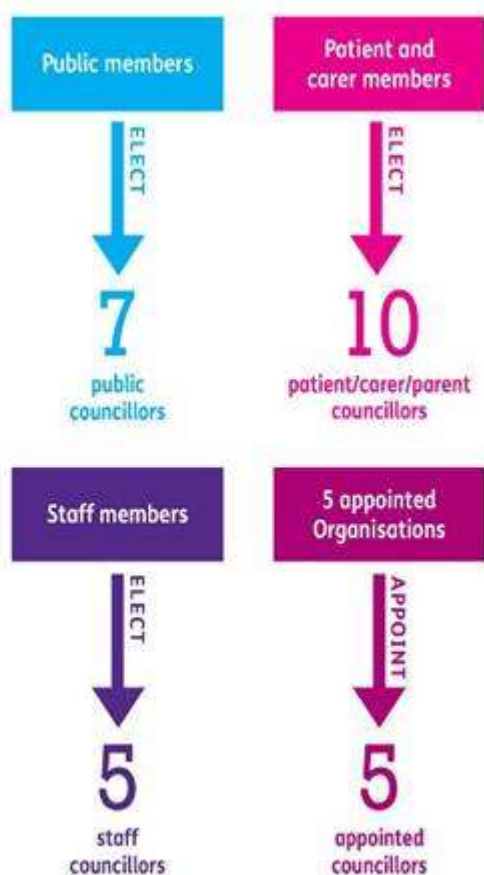 Public members
ELECT
7
public
councillors
Patient and
carer members
ELECT
10
patient/carer/parent
councillors
Staff members
ELECT
5
staff
councillors
5 appointed
Organisations
APPOINT
5
appointed
councillors